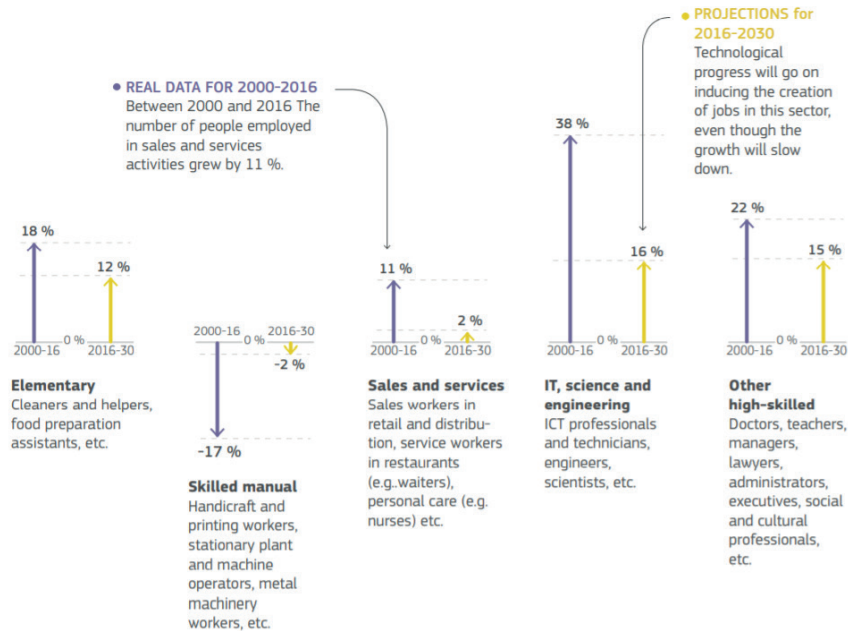 PROJECTIONS for
2016-2030
Technological
progress will go on
inducing the creation
of jobs in this sector,
even though the
growth will slow
down.
REAL DATA FOR 2000-2016
Between 2000 and 2016 The
number of people employed
in sales and services
activities grew by 11 %.
18 %
12 %
2000-16
0 %
2016-30
Elementary
Cleaners and helpers,
food preparation
assistants, etc.
2000-16
0 %
2016-30
-2 %
-17 %
Skilled manual
Handicraft and
printing workers,
stationary plant
and machine
operators, metal
machinery
workers, etc.
11 %
2 %
2000-16
0 %
2016-30
Sales and services
Sales workers in
retail and distribu-
tion, service workers
in restaurants
(e.g..waiters),
personal care (e.g.
nurses) etc.
38 %
16 %
2000-16
0 %
2016-30
IT, science and
engineering
ICT professionals
and technicians,
engineers,
scientists, etc.
22 %
15 %
2000-16
0 %
2016-30
Other
high-skilled
Doctors, teachers,
managers,
lawyers,
administrators,
executives, social
and cultural
professionals,
etc.